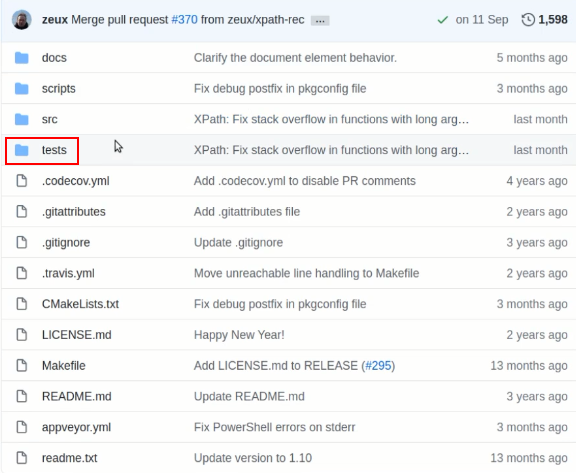 zeux Merge pull request #370 from zeux/xpath-rec ... on 11 Sep 1,598
docs Clarify the document element behavior. 5 months ago
scripts Fix debug postfix in pkgconfig file 3 months ago
src XPath: Fix stack overflow in functions with long arg... last month
tests XPath: Fix stack overflow in functions with long arg... last month
.codecov.yml Add .codecov.yml to disable PR comments 4 years ago
.gitattributes Add .gitattributes file 2 years ago
.gitignore Update .gitignore 3 years ago
.travis.yml Move unreachable line handling to Makefile 2 years ago
CMakeLists.txt Fix debug postfix in pkgconfig file 3 months ago
LICENSE.md Happy New Year! 2 years ago
Makefile Add LICENSE.md to RELEASE (#295) 13 months ago
README.md Update README.md 3 years ago
appveyor.yml Fix PowerShell errors on stderr 3 months ago
readme.txt Update version to 1.10 13 months ago